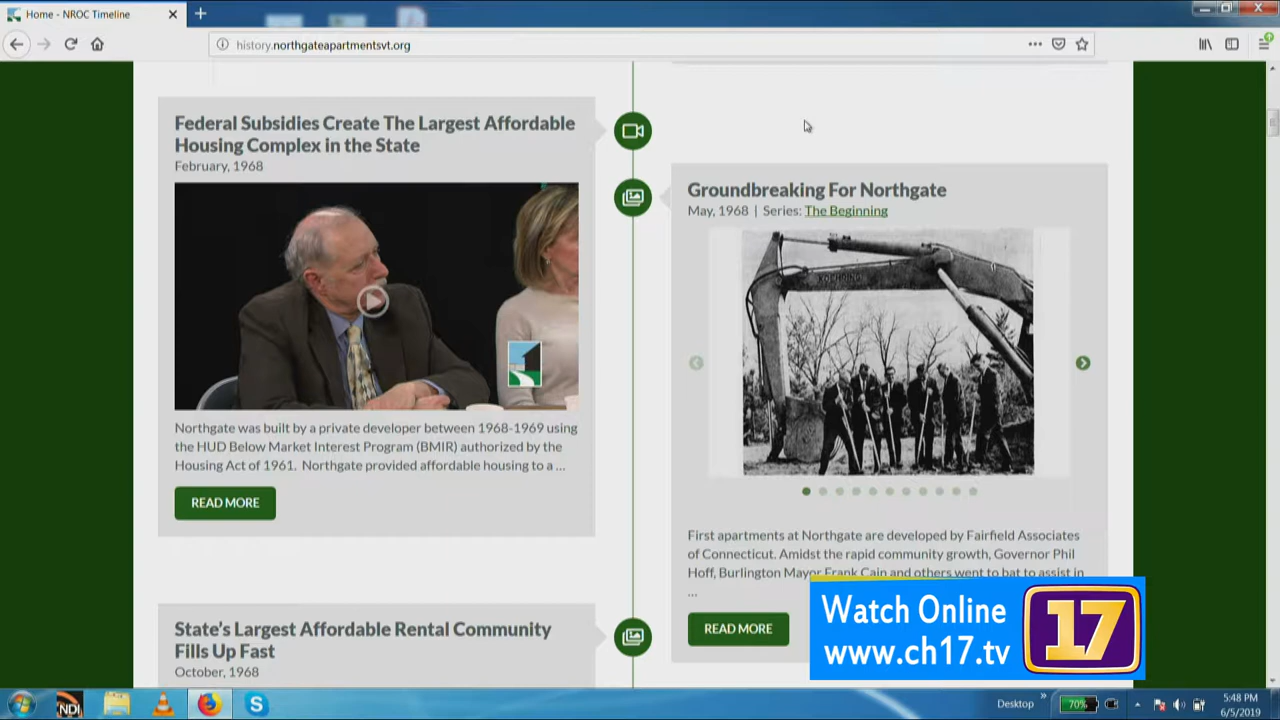 Home - NROC Timeline
history.northgateapartmentsvt.org
Federal Subsidies Create The Largest Affordable
Housing Complex in the State
February, 1968
Northgate was built by a private developer between 1968-1969 using
the HUD Below Market Interest Program (BMIR) authorized by the
Housing Act of 1961. Northgate provided affordable housing to a ...
READ MORE
Groundbreaking For Northgate
May, 1968 | Series: The Beginning
KOEHRING
First apartments at Northgate are developed by Fairfield Associates
of Connecticut. Amidst the rapid community growth, Governor Phil
Hoff, Burlington Mayor Frank Cain and others went to bat to assist in
...
READ MORE
State's Largest Affordable Rental Community
Fills Up Fast
October, 1968
Watch Online
www.ch17.tv
17
NDI
Desktop
70%
5:48 PM
6/5/2019